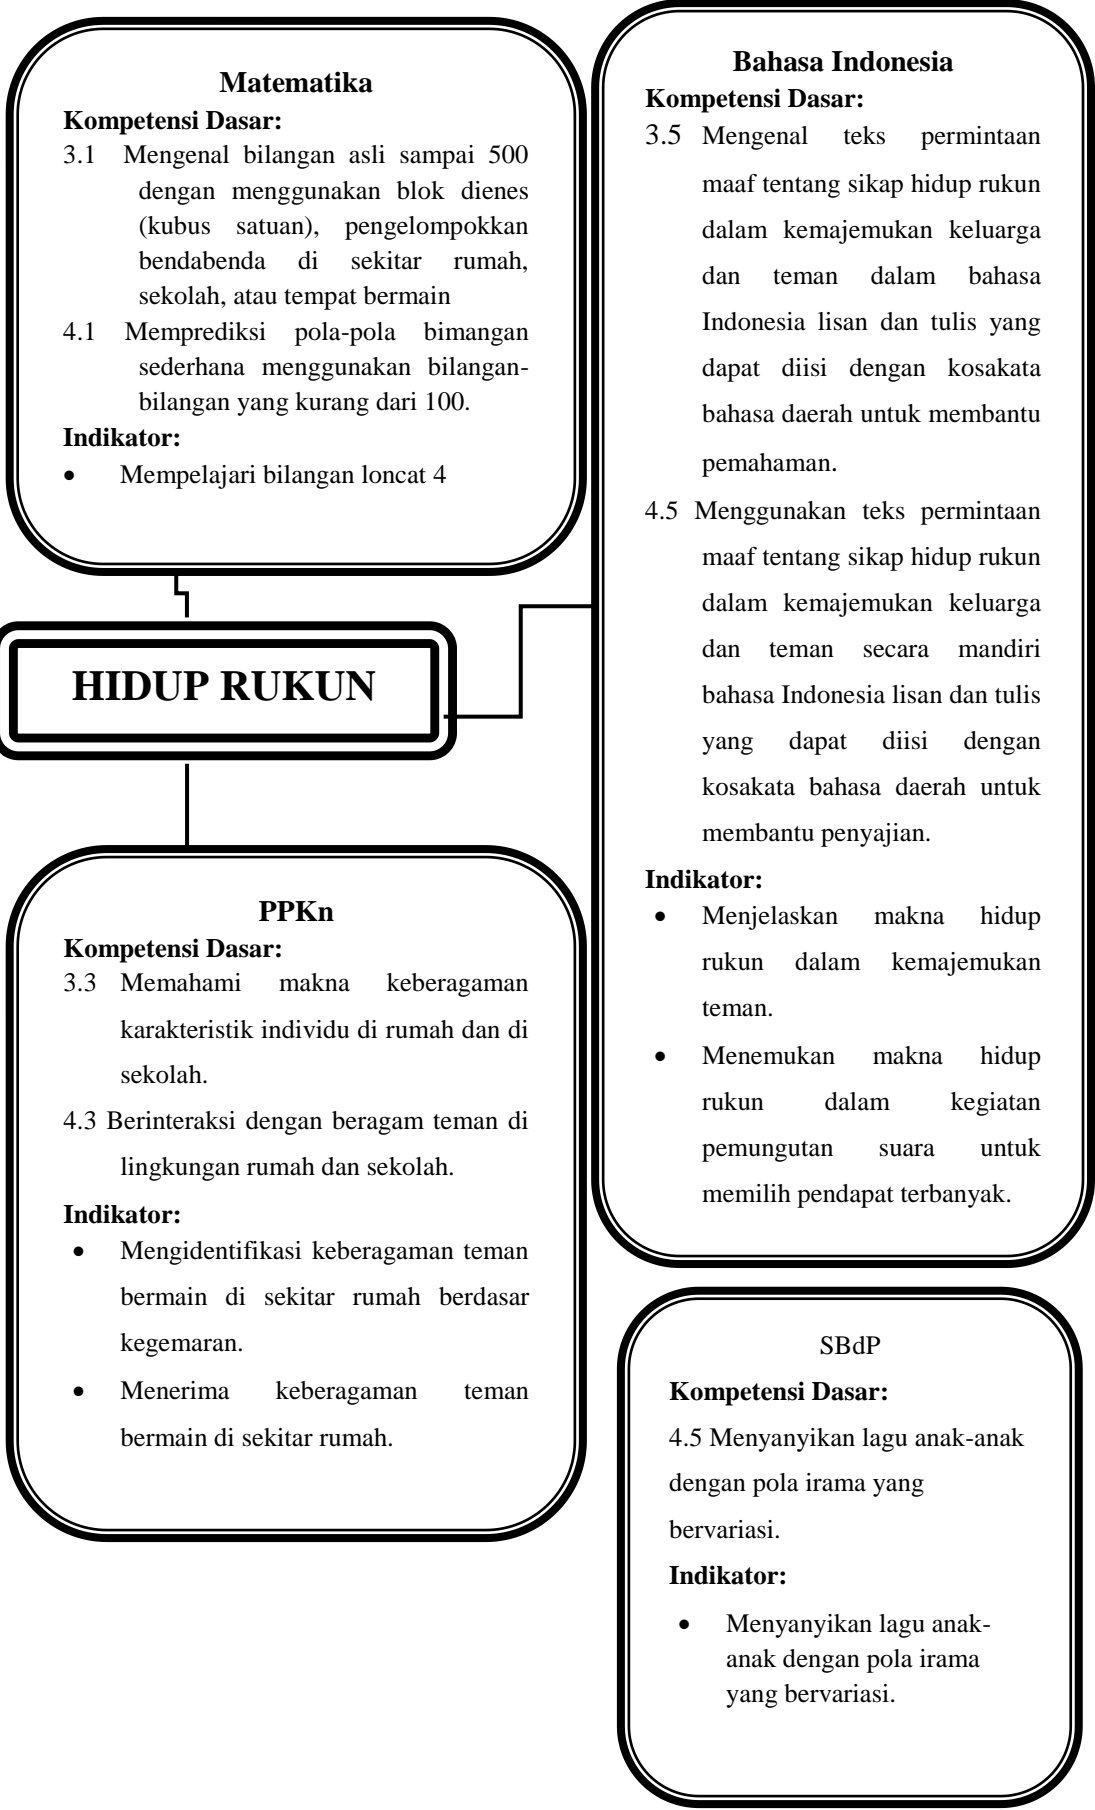 Matematika
Kompetensi Dasar:
3.1 Mengenal bilangan asli sampai 500
dengan menggunakan blok dienes
(kubus satuan), pengelompokkan
bendabenda di sekitar rumah,
sekolah, atau tempat bermain
4.1 Memprediksi pola-pola bimangan
sederhana menggunakan bilangan-
bilangan yang kurang dari 100.
Indikator:
• Mempelajari bilangan loncat 4
Bahasa Indonesia
Kompetensi Dasar:
3.5 Mengenal teks permintaan
maaf tentang sikap hidup rukun
dalam kemajemukan keluarga
dan teman dalam bahasa
Indonesia lisan dan tulis yang
dapat diisi dengan kosakata
bahasa daerah untuk membantu
pemahaman.
4.5 Menggunakan teks permintaan
maaf tentang sikap hidup rukun
dalam kemajemukan keluarga
dan teman secara mandiri
bahasa Indonesia lisan dan tulis
yang dapat diisi dengan
kosakata bahasa daerah untuk
membantu penyajian.
Indikator:
• Menjelaskan makna hidup
rukun dalam kemajemukan
teman.
• Menemukan makna hidup
rukun dalam kegiatan
pemungutan suara untuk
memilih pendapat terbanyak.
HIDUP RUKUN
PPKn
Kompetensi Dasar:
3.3 Memahami makna keberagaman
karakteristik individu di rumah dan di
sekolah.
4.3 Berinteraksi dengan beragam teman di
lingkungan rumah dan sekolah.
Indikator:
• Mengidentifikasi keberagaman teman
bermain di sekitar rumah berdasar
kegemaran.
• Menerima keberagaman teman
bermain di sekitar rumah.
SBdP
Kompetensi Dasar:
4.5 Menyanyikan lagu anak-anak
dengan pola irama yang
bervariasi.
Indikator:
• Menyanyikan lagu anak-
anak dengan pola irama
yang bervariasi.